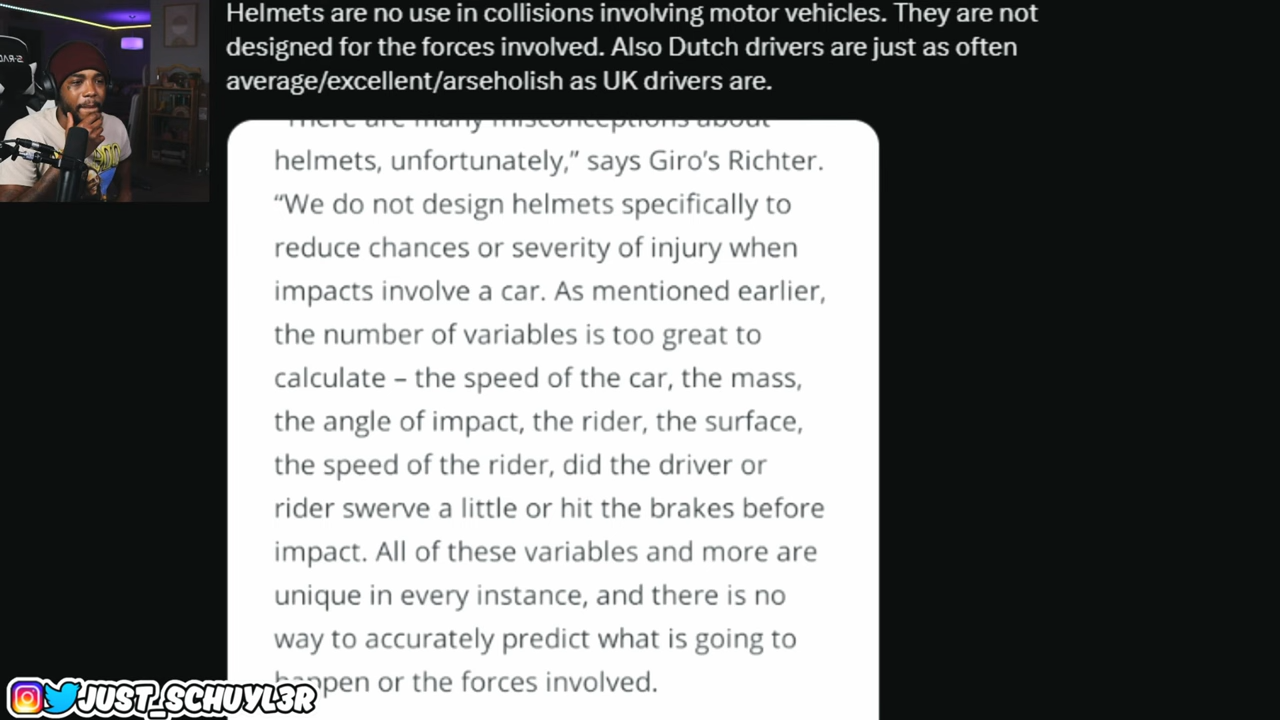 Helmets are no use in collisions involving motor vehicles. They are not
designed for the forces involved. Also Dutch drivers are just as often
average/excellent/arseholish as UK drivers are.
"There are many misconceptions about
helmets, unfortunately,” says Giro’s Richter.
“We do not design helmets specifically to
reduce chances or severity of injury when
impacts involve a car. As mentioned earlier,
the number of variables is too great to
calculate – the speed of the car, the mass,
the angle of impact, the rider, the surface,
the speed of the rider, did the driver or
rider swerve a little or hit the brakes before
impact. All of these variables and more are
unique in every instance, and there is no
way to accurately predict what is going to
happen or the forces involved.
JUST_SCHUYL3R